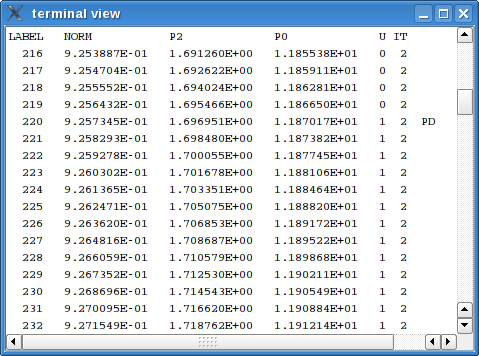 terminal view
LABEL NORM P2 P0 U IT
216 9.253887E-01 1.691260E+00 1.185538E+01 0 2
217 9.254704E-01 1.692622E+00 1.185911E+01 0 2
218 9.255552E-01 1.694024E+00 1.186281E+01 0 2
219 9.256432E-01 1.695466E+00 1.186650E+01 0 2
220 9.257345E-01 1.696951E+00 1.187017E+01 1 2 PD
221 9.258293E-01 1.698480E+00 1.187382E+01 1 2
222 9.259278E-01 1.700055E+00 1.187745E+01 1 2
223 9.260302E-01 1.701678E+00 1.188106E+01 1 2
224 9.261365E-01 1.703351E+00 1.188464E+01 1 2
225 9.262471E-01 1.705075E+00 1.188820E+01 1 2
226 9.263620E-01 1.706853E+00 1.189172E+01 1 2
227 9.264816E-01 1.708687E+00 1.189522E+01 1 2
228 9.266059E-01 1.710579E+00 1.189868E+01 1 2
229 9.267352E-01 1.712530E+00 1.190211E+01 1 2
230 9.268696E-01 1.714543E+00 1.190549E+01 1 2
231 9.270095E-01 1.716620E+00 1.190884E+01 1 2
232 9.271549E-01 1.718762E+00 1.191214E+01 1 2